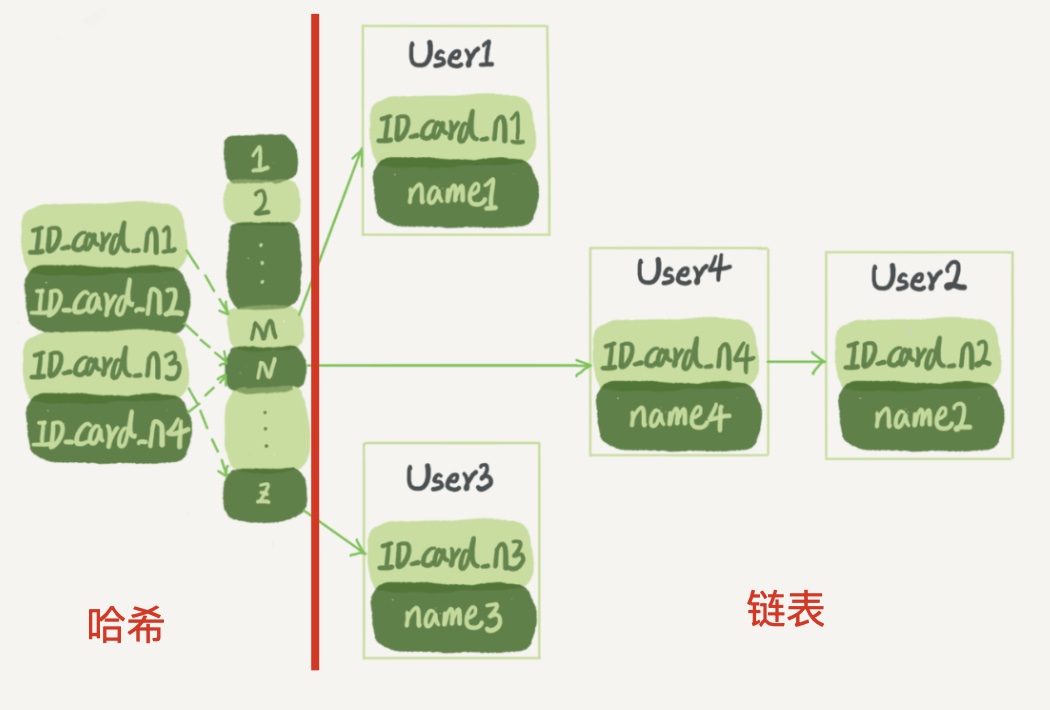 ID_card_n1
ID_card_n2
ID_card_n3
ID_card_n4
1
2
M
N
Z
User1
ID_card_n1
name1
User4
ID_card_n4
name4
User2
ID_card_n2
name2
User3
ID_card_n3
name3
哈希
链表